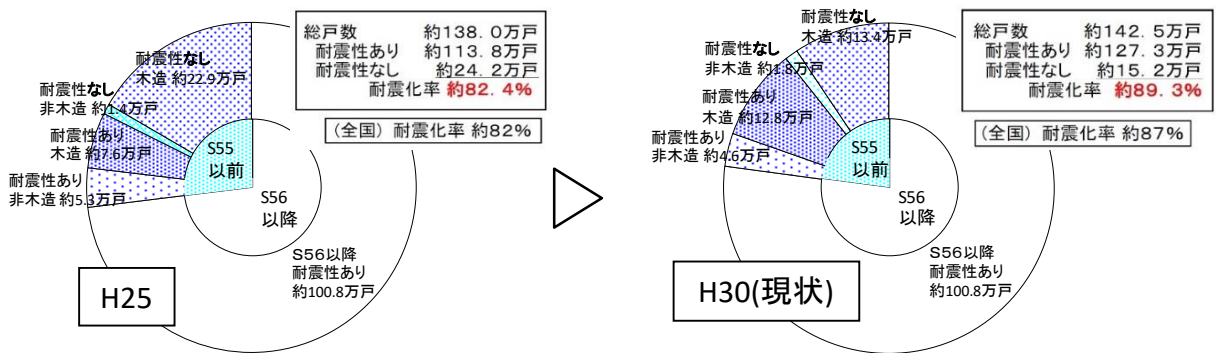 耐震性なし
木造 約22.9万戸
耐震性なし
非木造 約1.4万戸
耐震性あり
木造 約7.6万戸
耐震性あり
非木造 約5.3万戸
S55
以前
S56
以降
S56以降
耐震性あり
約100.8万戸
H25
総戸数 約138.0万戸
耐震性あり 約113.8万戸
耐震性なし 約24.2万戸
耐震化率 約82.4%
(全国) 耐震化率 約82%
耐震性なし
木造 約13.4万戸
耐震性なし
非木造 約1.8万戸
耐震性あり
木造 約12.8万戸
耐震性あり
非木造 約4.6万戸
S55
以前
S56
以降
S56以降
耐震性あり
約100.8万戸
H30(現状)
総戸数 約142.5万戸
耐震性あり 約127.3万戸
耐震性なし 約15.2万戸
耐震化率 約89.3%
(全国) 耐震化率 約87%